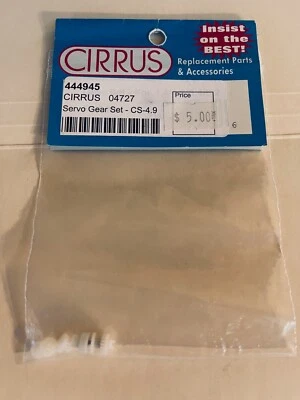 CIRRUS
Insist
on the
BEST!
Replacement Parts
& Accessories
444945
CIRRUS 04727
Servo Gear Set - CS-4.9
Price
$ 5.00
€